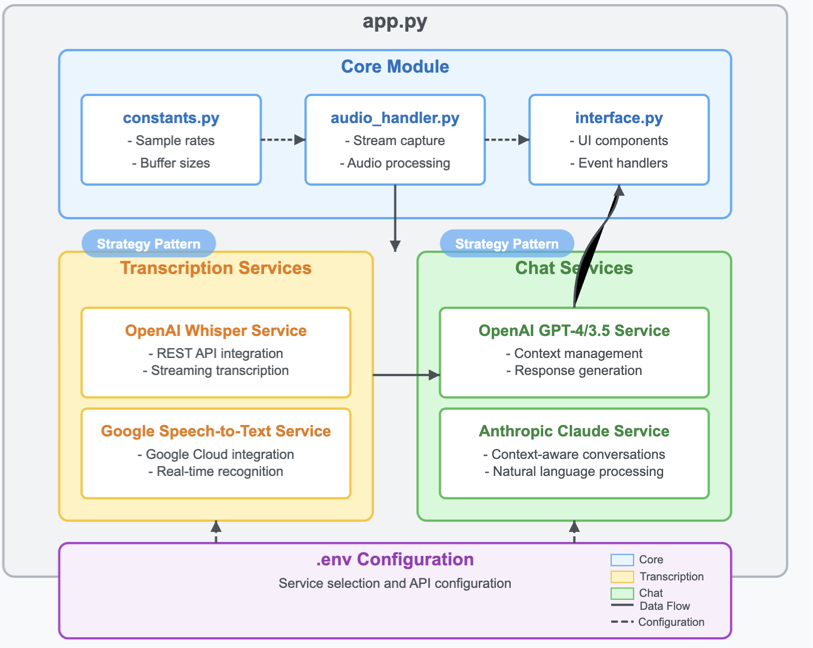 app.py
Core Module
constants.py
- Sample rates
- Buffer sizes
audio_handler.py
- Stream capture
- Audio processing
interface.py
- UI components
- Event handlers
Strategy Pattern
Transcription Services
OpenAI Whisper Service
- REST API integration
- Streaming transcription
Google Speech-to-Text Service
- Google Cloud integration
- Real-time recognition
Strategy Pattern
Chat Services
OpenAI GPT-4/3.5 Service
- Context management
- Response generation
Anthropic Claude Service
- Context-aware conversations
- Natural language processing
.env Configuration
Service selection and API configuration
Core
Transcription
Chat
Data Flow
Configuration